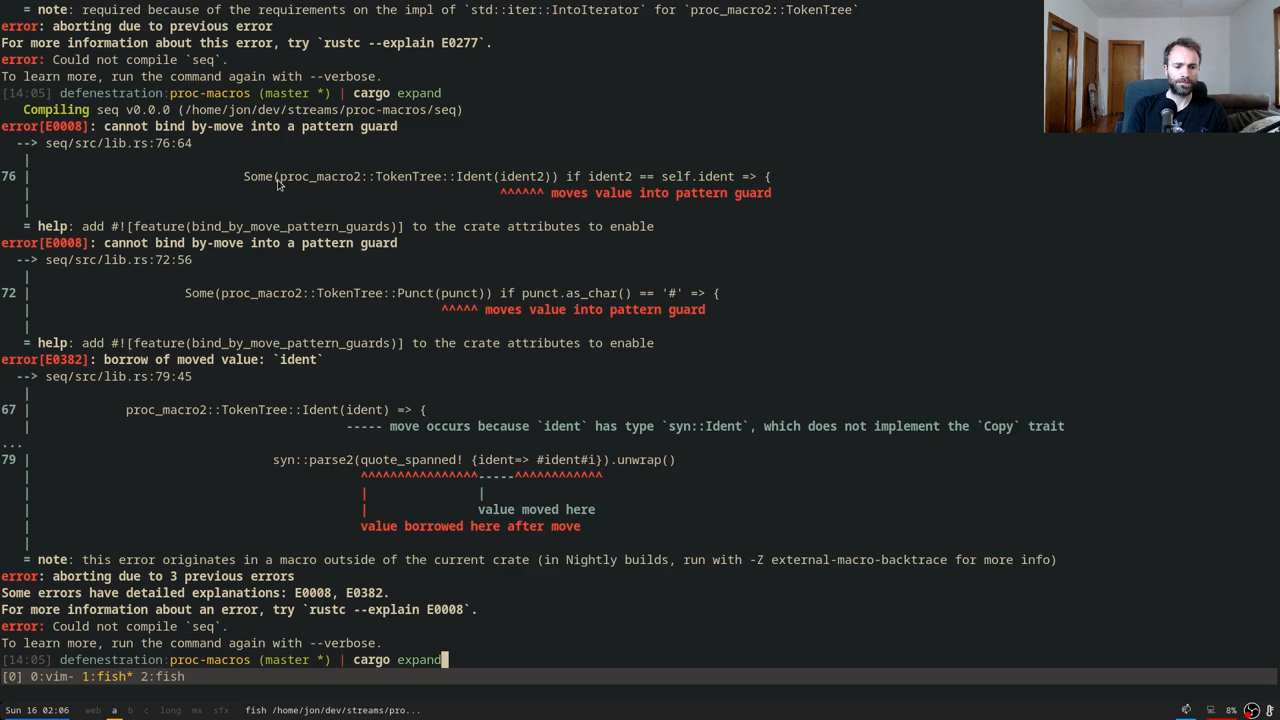 = note: required because of the requirements on the impl of `std::iter::IntoIterator` for `proc_macro2::TokenTree`
error: aborting due to previous error
For more information about this error, try `rustc --explain E0277`.
error: Could not compile `seq`.
To learn more, run the command again with --verbose.
[14:05] defenestration:proc-macros (master *) | cargo expand
Compiling seq v0.0.0 (/home/jon/dev/streams/proc-macros/seq)
error[E0008]: cannot bind by-move into a pattern guard
--> seq/src/lib.rs:76:64
|
76 | Some(proc_macro2::TokenTree::Ident(ident2)) if ident2 == self.ident => {
| ^^^^^^ moves value into pattern guard
|
= help: add #![feature(bind_by_move_pattern_guards)] to the crate attributes to enable
error[E0008]: cannot bind by-move into a pattern guard
--> seq/src/lib.rs:72:56
|
72 | Some(proc_macro2::TokenTree::Punct(punct)) if punct.as_char() == '#' => {
| ^^^^^ moves value into pattern guard
|
= help: add #![feature(bind_by_move_pattern_guards)] to the crate attributes to enable
error[E0382]: borrow of moved value: `ident`
--> seq/src/lib.rs:79:45
|
67 | proc_macro2::TokenTree::Ident(ident) => {
| ----- move occurs because `ident` has type `syn::Ident`, which does not implement the `Copy` trait
...
79 | syn::parse2(quote_spanned! {ident=> #ident#i}).unwrap()
| ^^^^^^^^^^^^^^^^-----^^^^^^^^^^^^
| | |
| | value moved here
| value borrowed here after move
|
= note: this error originates in a macro outside of the current crate (in Nightly builds, run with -Z external-macro-backtrace for more info)
error: aborting due to 3 previous errors
Some errors have detailed explanations: E0008, E0382.
For more information about an error, try `rustc --explain E0008`.
error: Could not compile `seq`.
To learn more, run the command again with --verbose.
[14:05] defenestration:proc-macros (master *) | cargo expand
[0] 0:vim- 1:fish* 2:fish
Sun 16 02:06 web a b c long mx sfx fish /home/jon/dev/streams/pro... 8%